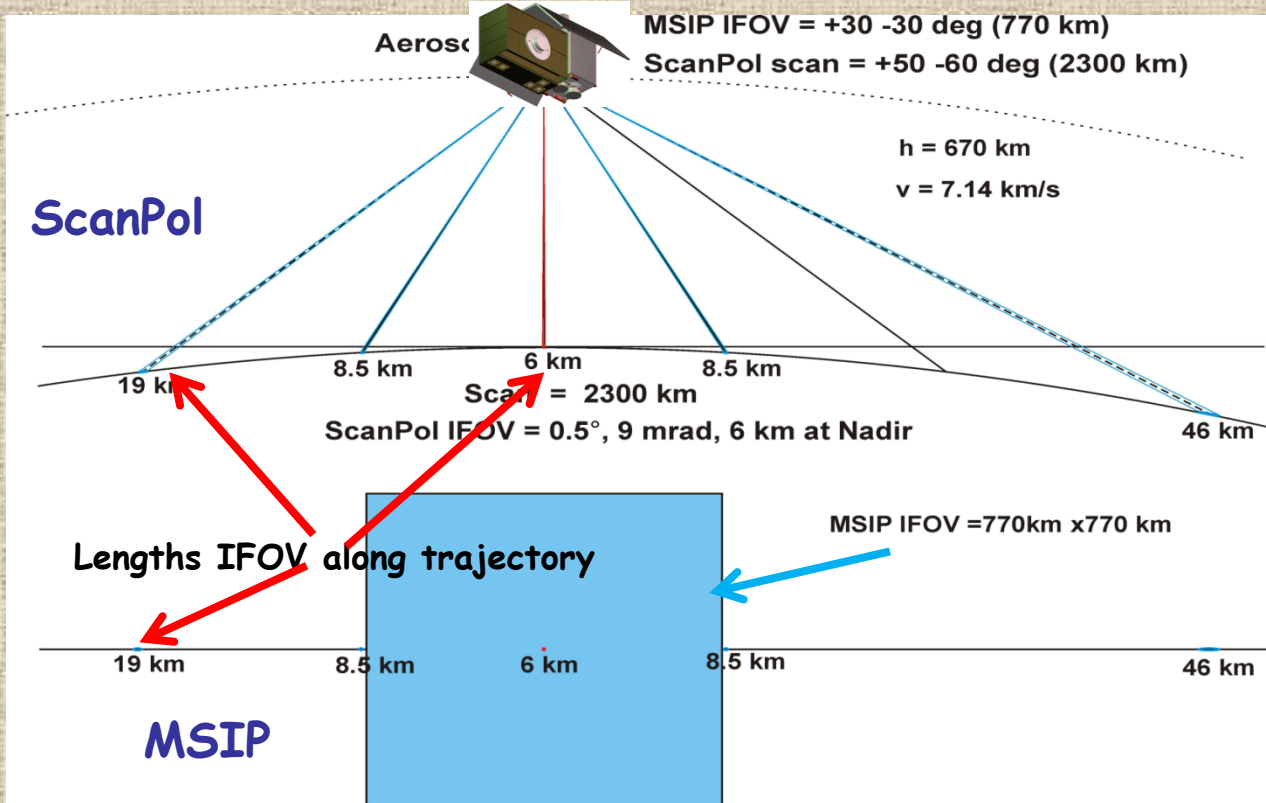 MSIP IFOV = +30 -30 deg (770 km)
ScanPol scan = +50 -60 deg (2300 km)
h = 670 km
v = 7.14 km/s
ScanPol
19 km
8.5 km
6 km
8.5 km
46 km
Scan = 2300 km
ScanPol IFOV = 0.5°, 9 mrad, 6 km at Nadir
MSIP IFOV =770km x770 km
Lengths IFOV along trajectory
19 km
8.5 km
6 km
8.5 km
46 km
MSIP